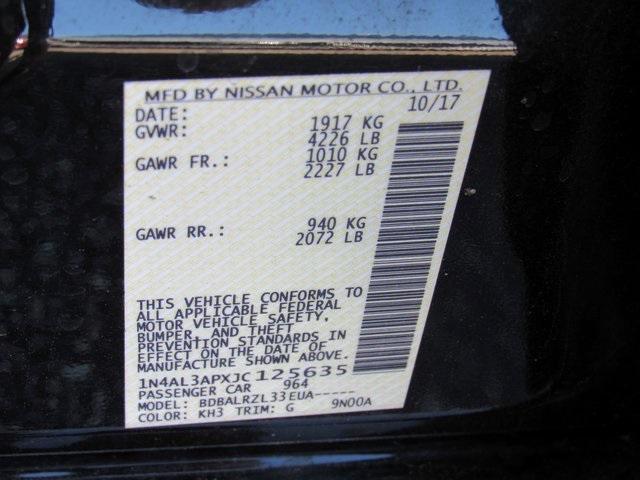 MFD BY NISSAN MOTOR CO., LTD.
DATE: 10/17
GVWR: 1917 KG
4226 LB
GAWR FR.: 1010 KG
2227 LB
GAWR RR.: 940 KG
2072 LB
THIS VEHICLE CONFORMS TO
ALL APPLICABLE FEDERAL
MOTOR VEHICLE SAFETY,
BUMPER, AND THEFT
PREVENTION STANDARDS IN
EFFECT ON THE DATE OF
MANUFACTURE SHOWN ABOVE.
1N4AL3APXJC125635
PASSENGER CAR 964
MODEL: BDBALRZL33EUA-----
COLOR: KH3 TRIM: G 9N00A